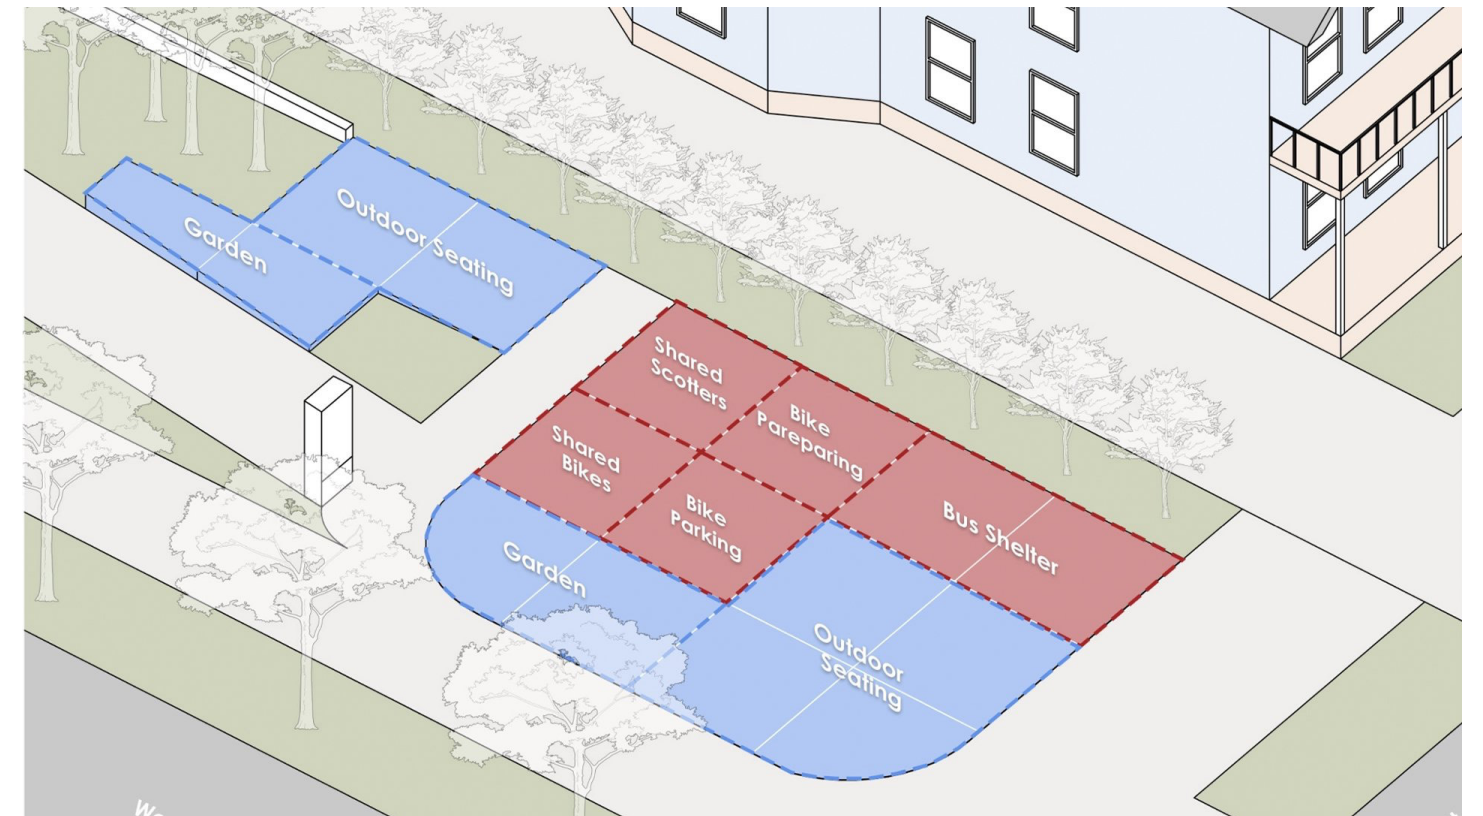 Outdoor Seating
Garden
Shared
Scotters
Bike
Pareparing
Shared
Bikes
Bike
Parking
Bus Shelter
Garden
Outdoor
Seating